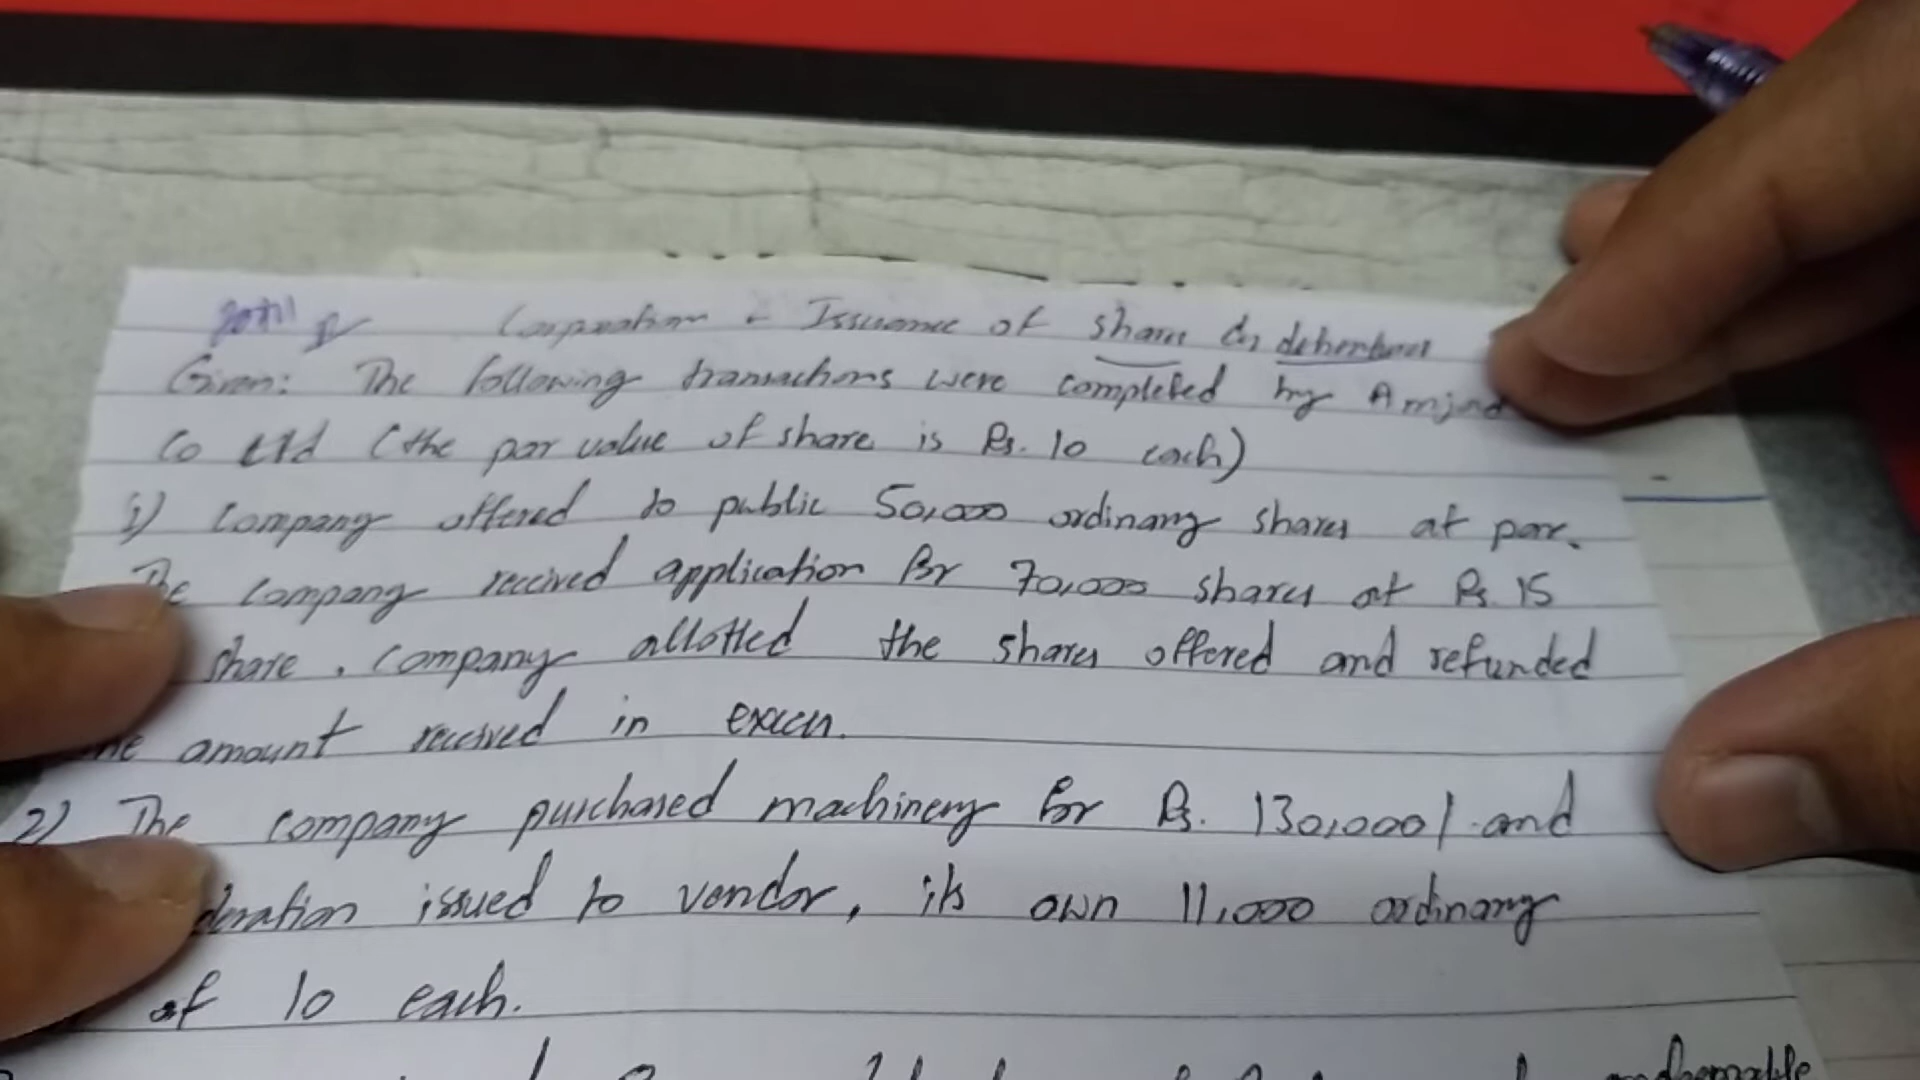 Corporation - Issuance of share & debentures
Given: The following transactions were completed by Amjad
Co Ltd (the par value of share is Rs. 10 each)
i) Company offered to public 50,000 ordinary shares at par.
The company received application for 70,000 shares at Rs. 15
share. Company allotted the shares offered and refunded
amount received in excess.
2) The company purchased machinery for Rs. 130,000/- and
issued to vendor, its own 11,000 ordinary
of 10 each.